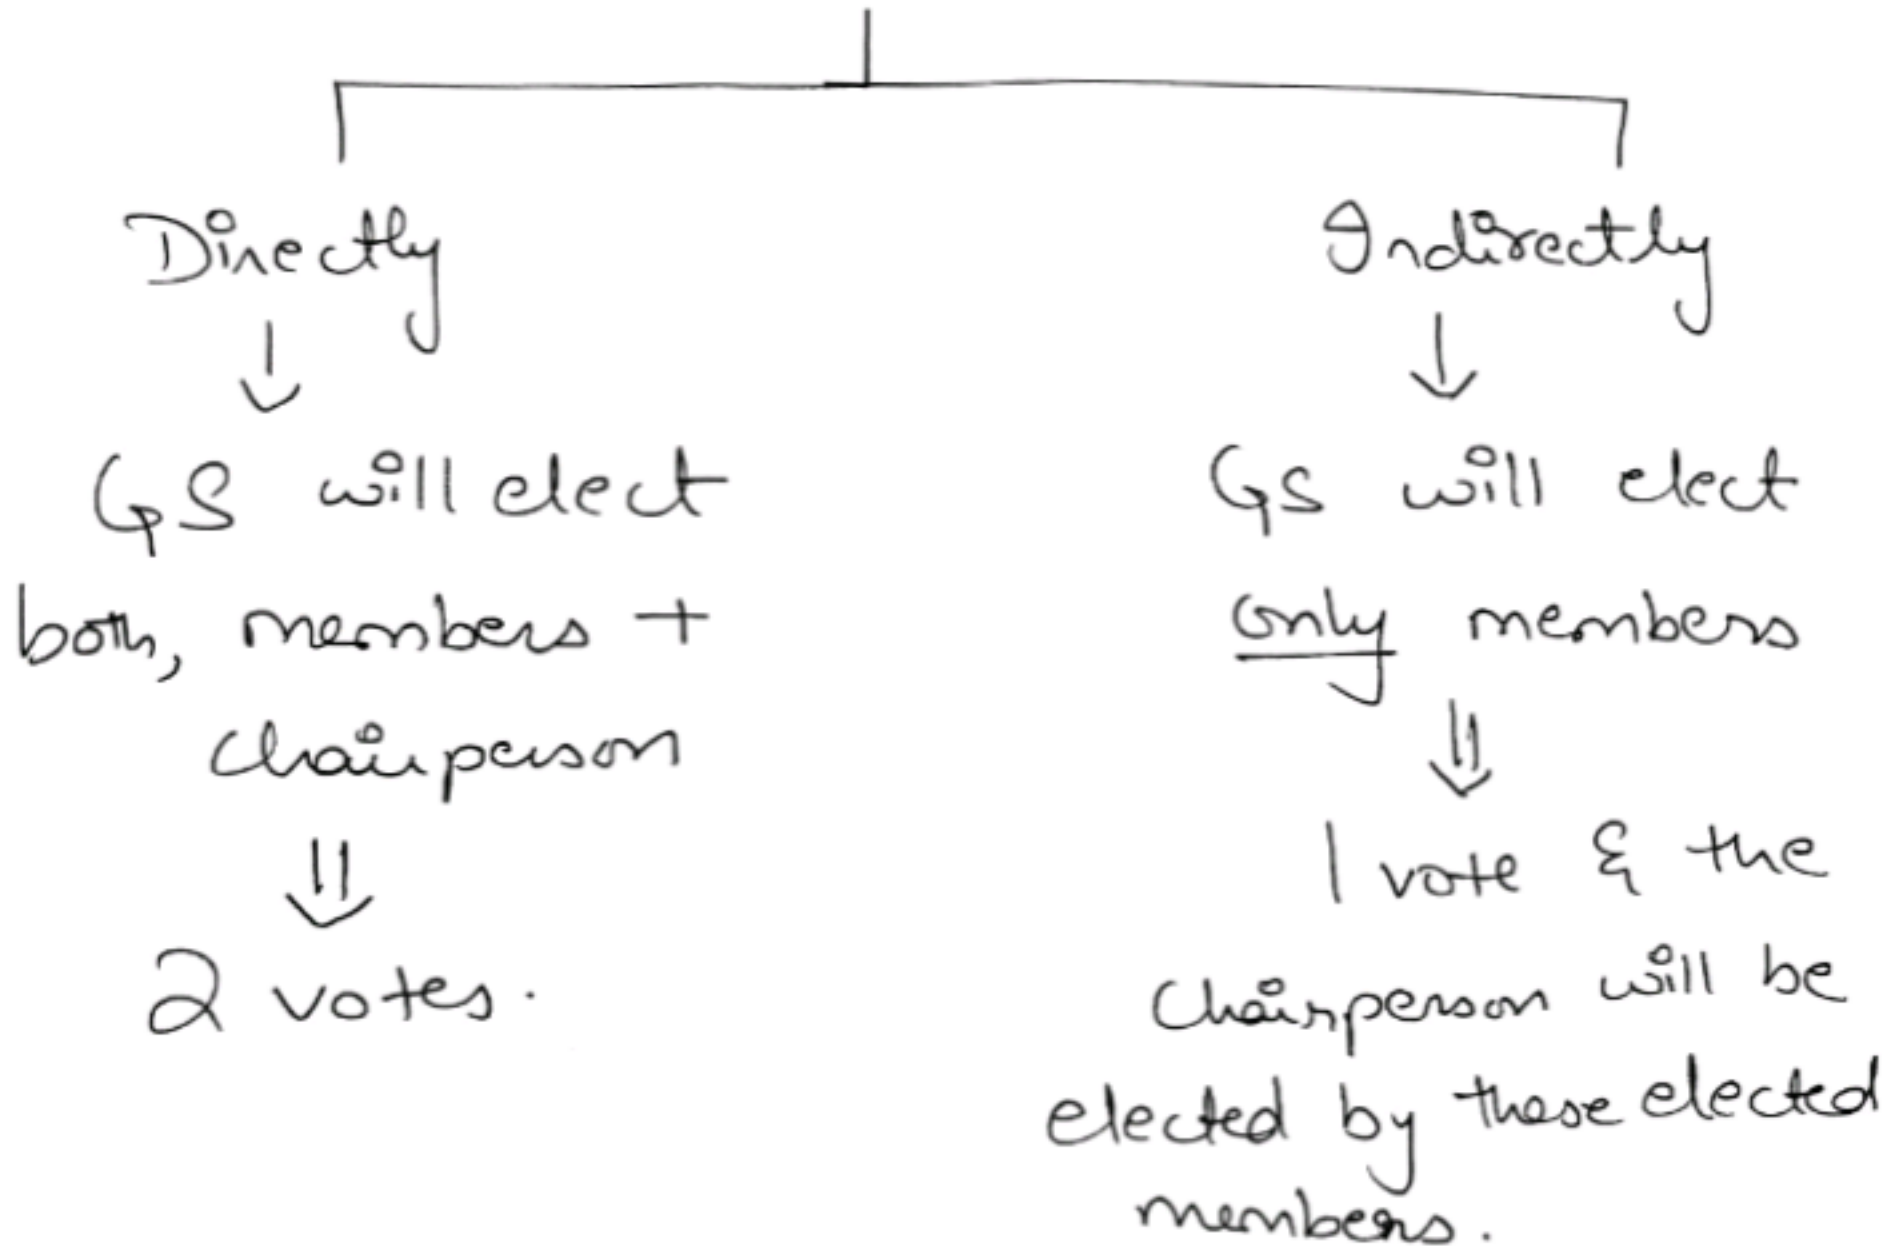 Directly
GS will elect
both, members +
chairperson
2 votes.
Indirectly
GS will elect
only members
1 vote & the
chairperson will be
elected by these elected
members.